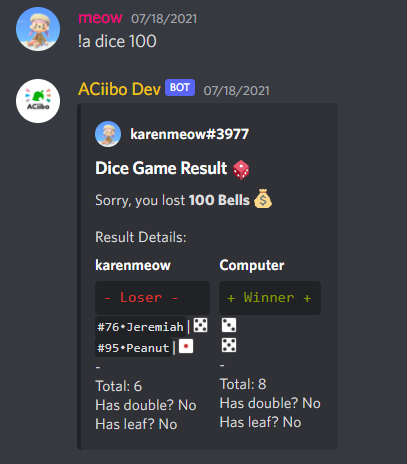 meow 07/18/2021
!a dice 100
ACiibo
ACiibo Dev BOT 07/18/2021
karenmeow#3977
Dice Game Result
Sorry, you lost 100 Bells
Result Details:
karenmeow Computer
- Loser - + Winner +
#76•Jeremiah|
#95•Peanut|
- -
Total: 6 Total: 8
Has double? No Has double? No
Has leaf? No Has leaf? No